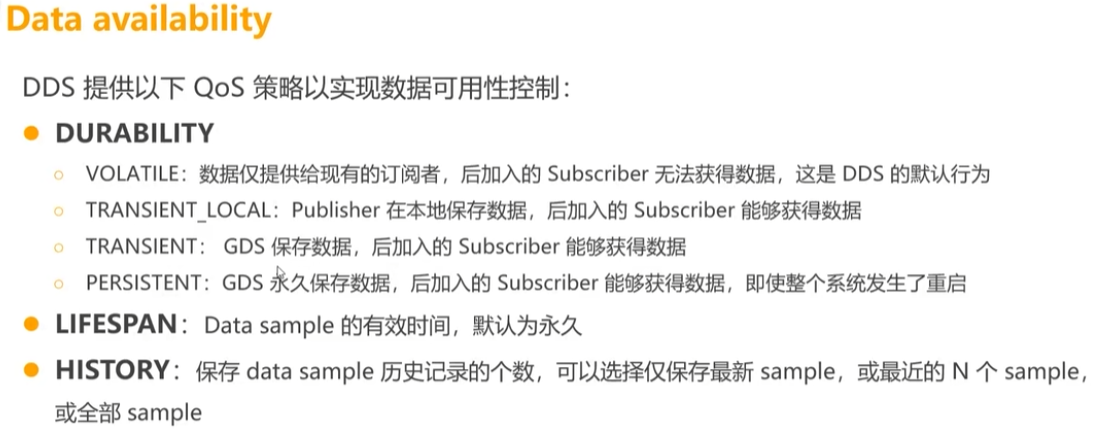 Data availability
DDS 提供以下 QoS 策略以实现数据可用性控制：
DURABILITY
VOLATILE：数据仅提供给现有的订阅者，后加入的 Subscriber 无法获得数据，这是 DDS 的默认行为
TRANSIENT_LOCAL：Publisher 在本地保存数据，后加入的 Subscriber 能够获得数据
TRANSIENT： GDS 保存数据，后加入的 Subscriber 能够获得数据
PERSISTENT：GDS 永久保存数据，后加入的 Subscriber 能够获得数据，即使整个系统发生了重启
LIFESPAN：Data sample 的有效时间，默认为永久
HISTORY：保存 data sample 历史记录的个数，可以选择仅保存最新 sample，或最近的 N 个 sample，
或全部 sample